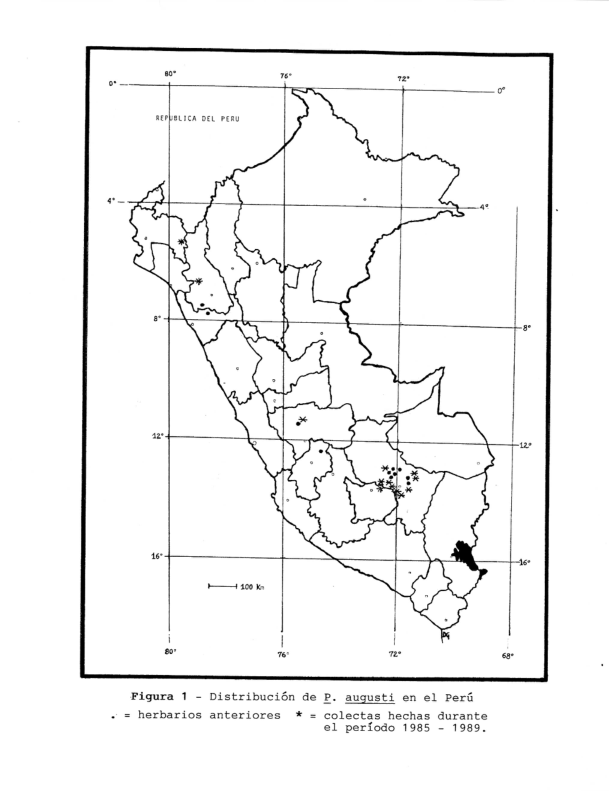 80° 76° 72°
0° 0°
REPUBLICA DEL PERU
4° 4°
8° 8°
12° 12°
16° 16°
100 Km
80° 76° 72° 68°
Figura 1 - Distribución de P. augusti en el Perú
. = herbarios anteriores * = colectas hechas durante
el período 1985 - 1989.